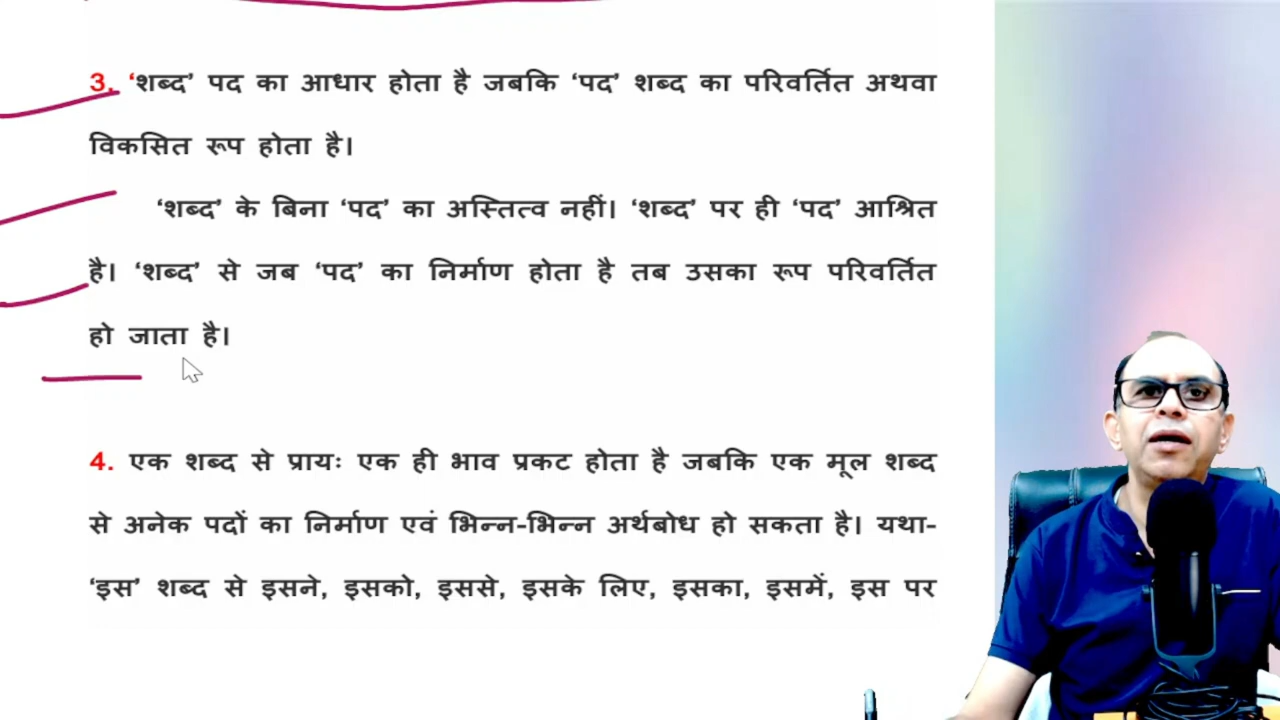 3. ‘शब्द’ पद का आधार होता है जबकि ‘पद’ शब्द का परिवर्तित अथवा
विकसित रूप होता है।
‘शब्द’ के बिना ‘पद’ का अस्तित्व नहीं। ‘शब्द’ पर ही ‘पद’ आश्रित
है। ‘शब्द’ से जब ‘पद’ का निर्माण होता है तब उसका रूप परिवर्तित
हो जाता है।
4. एक शब्द से प्रायः एक ही भाव प्रकट होता है जबकि एक मूल शब्द
से अनेक पदों का निर्माण एवं भिन्न-भिन्न अर्थबोध हो सकता है। यथा-
‘इस’ शब्द से इसने, इसको, इससे, इसके लिए, इसका, इसमें, इस पर